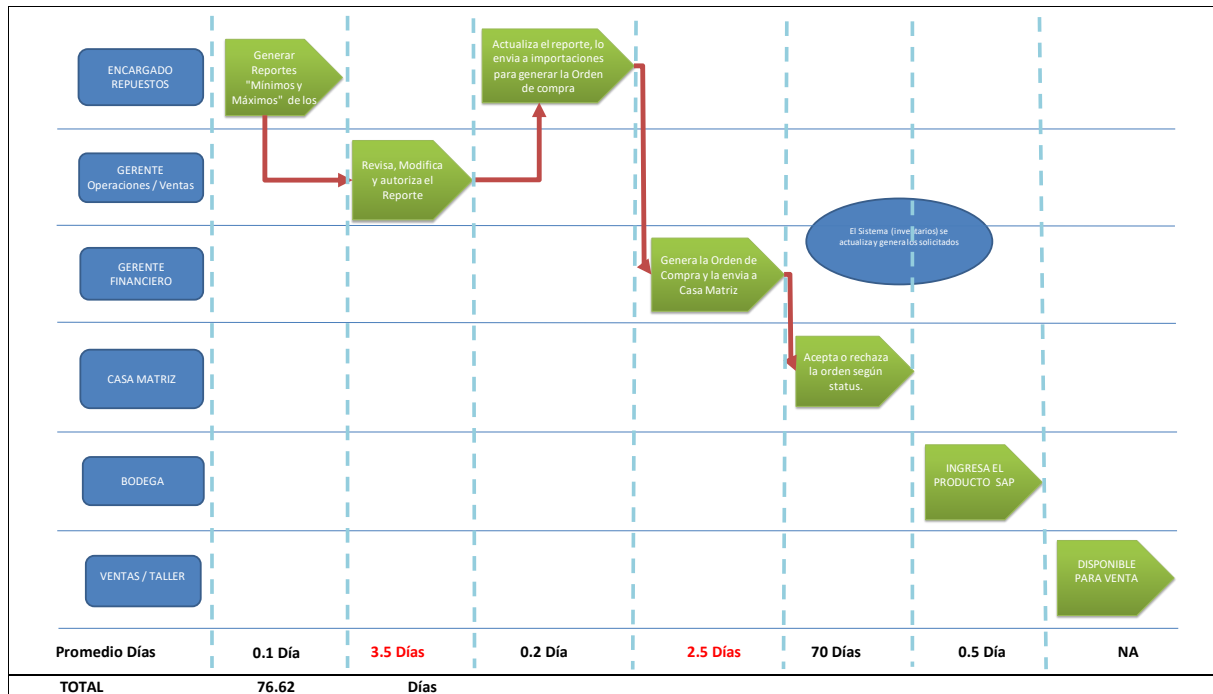 ENCARGADO
REPUESTOS
Generar
Reportes
"Mínimos y
Máximos" de los
Actualiza el reporte, lo
envia a importaciones
para generar la Orden
de compra
GERENTE
Operaciones / Ventas
Revisa, Modifica
y autoriza el
Reporte
El Sistema (inventarios) se
actualiza y genera los solicitados
GERENTE
FINANCIERO
Genera la Orden de
Compra y la envia a
Casa Matriz
CASA MATRIZ
Acepta o rechaza
la orden según
status.
BODEGA
INGRESA EL
PRODUCTO SAP
VENTAS / TALLER
DISPONIBLE
PARA VENTA
Promedio Días 0.1 Día 3.5 Días 0.2 Día 2.5 Días 70 Días 0.5 Día NA
TOTAL 76.62 Días